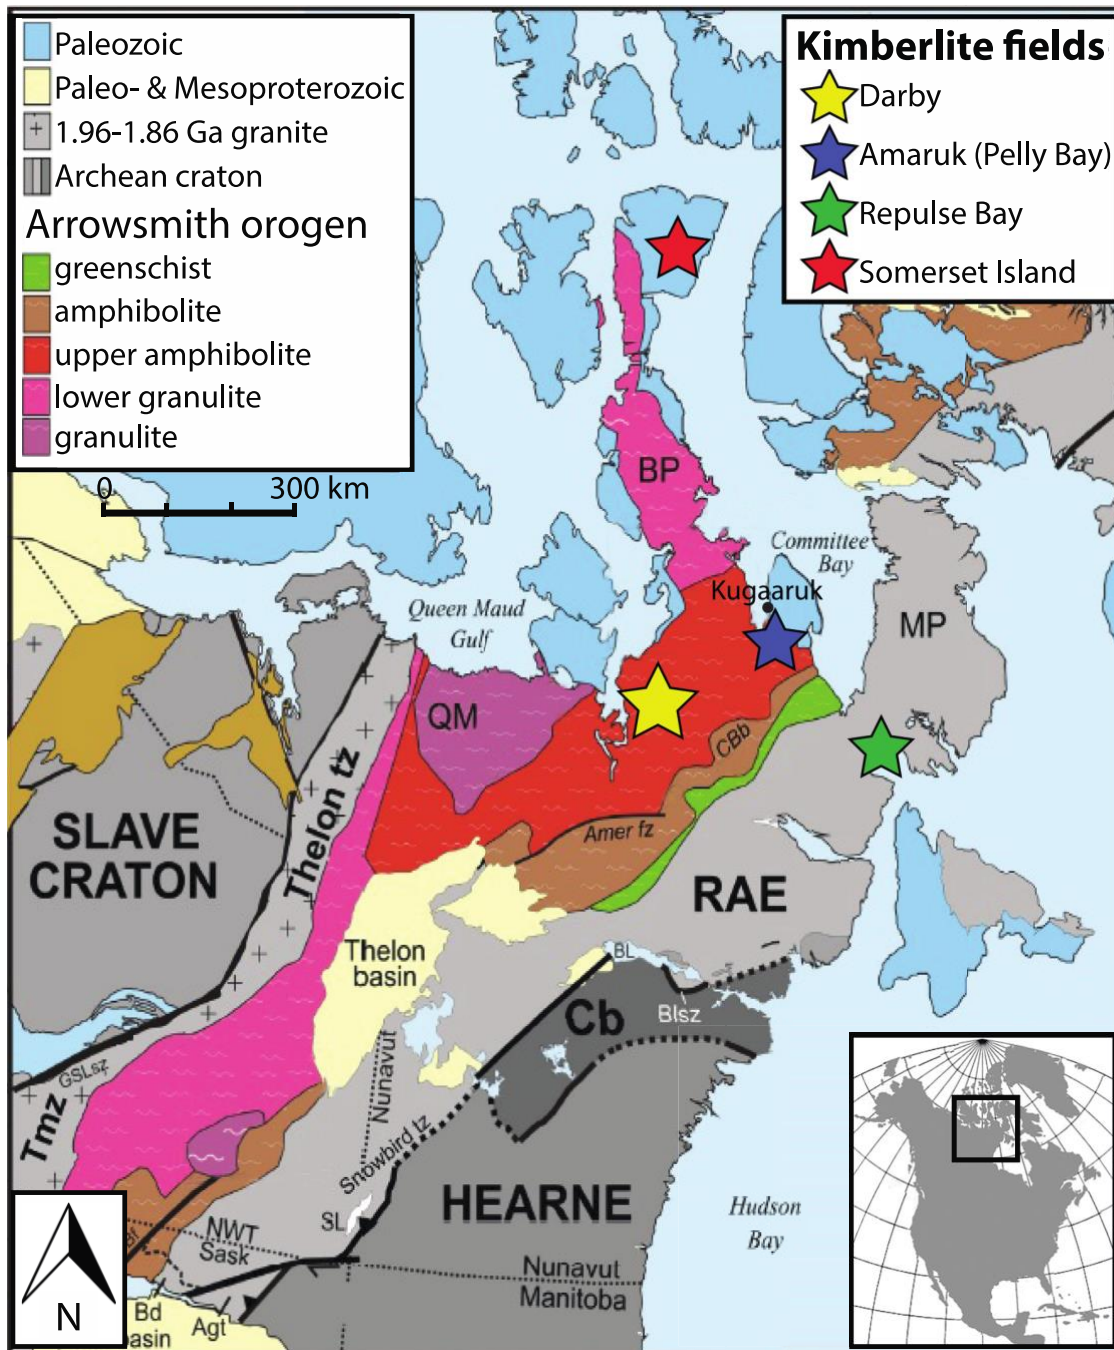 Paleozoic
Paleo- & Mesoproterozoic
1.96-1.86 Ga granite
Archean craton
Arrowsmith orogen
greenschist
amphibolite
upper amphibolite
lower granulite
granulite
0 300 km
Kimberlite fields
Darby
Amaruk (Pelly Bay)
Repulse Bay
Somerset Island
BP
Committee
Bay
Kugaaruk
Queen Maud
Gulf
MP
QM
CBb
Thelon tz
Amer fz
SLAVE
CRATON
RAE
Thelon
basin
BL
Cb
Blsz
GSLsz
Nunavut
Tmz
Snowbird tz
HEARNE
Hudson
Bay
SL
NWT
Sask
Nunavut
Manitoba
Bd
basin
Agt
N